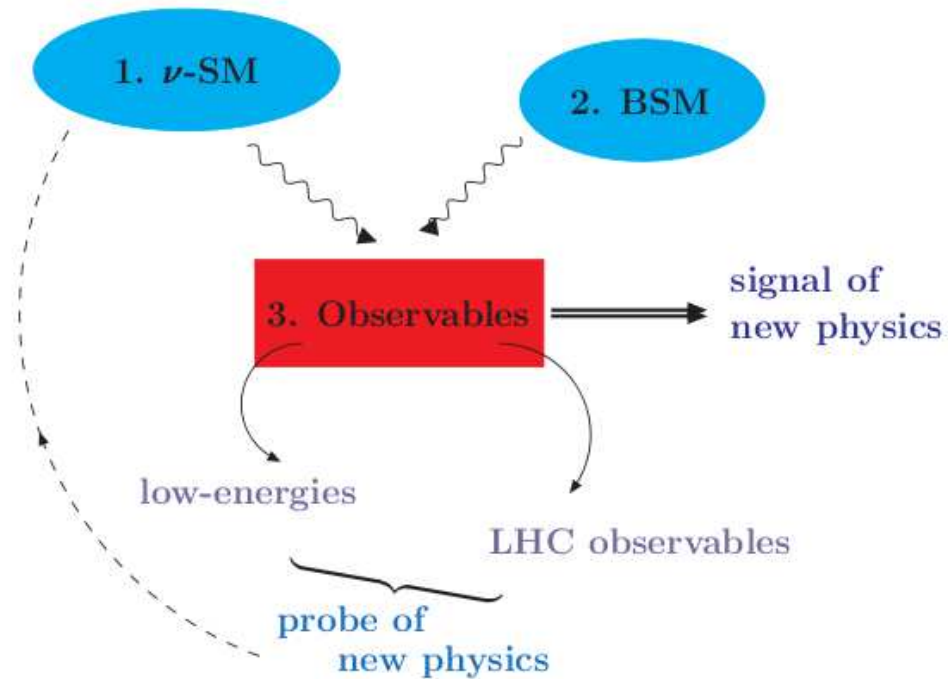 1. ν-SM
2. BSM
3. Observables
signal of
new physics
low-energies
LHC observables
probe of
new physics